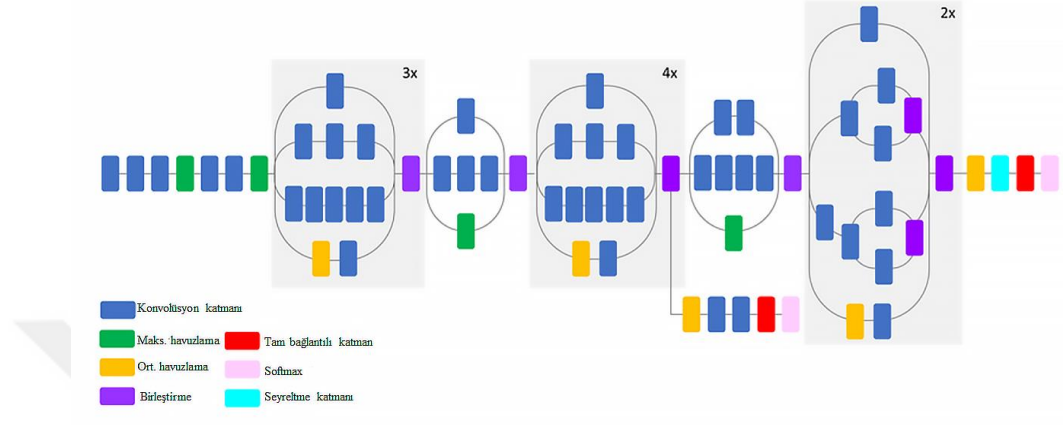 3x
4x
2x
Konvolüsyon katmanı
Maks. havuzlama
Tam bağlantılı katman
Ort. havuzlama
Softmax
Birleştirme
Seyreltme katmanı